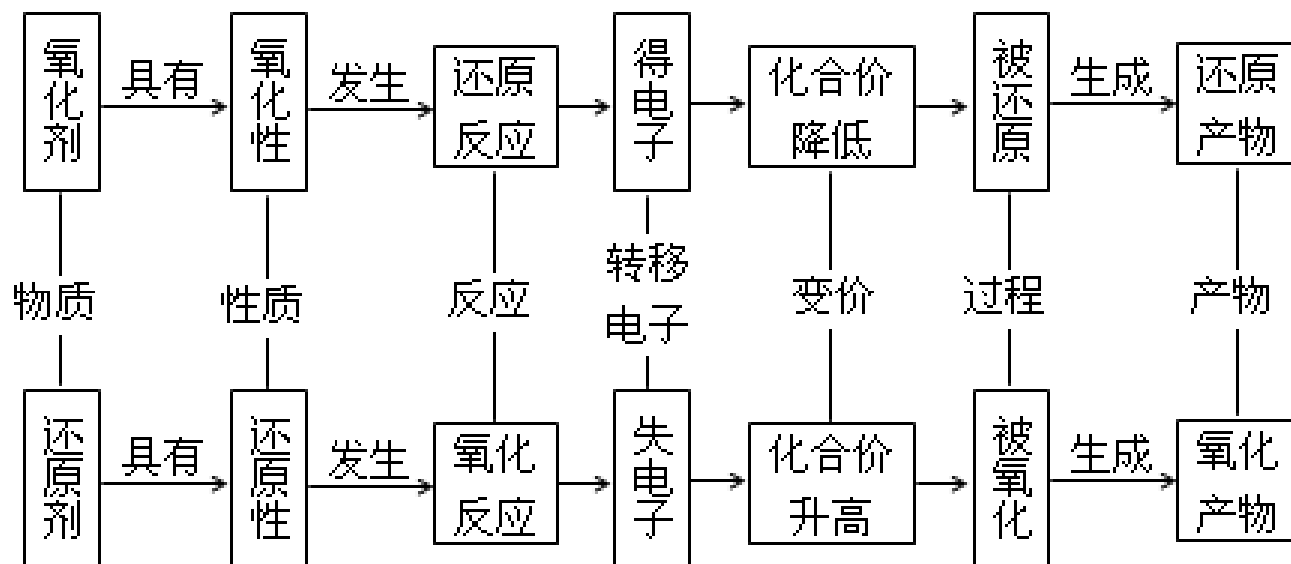 氧化剂 具有 氧化性 发生 还原反应 得电子 化合价降低 被还原 生成 还原产物
物质 性质 反应 转移电子 变价 过程 产物
还原剂 具有 还原性 发生 氧化反应 失电子 化合价升高 被氧化 生成 氧化产物